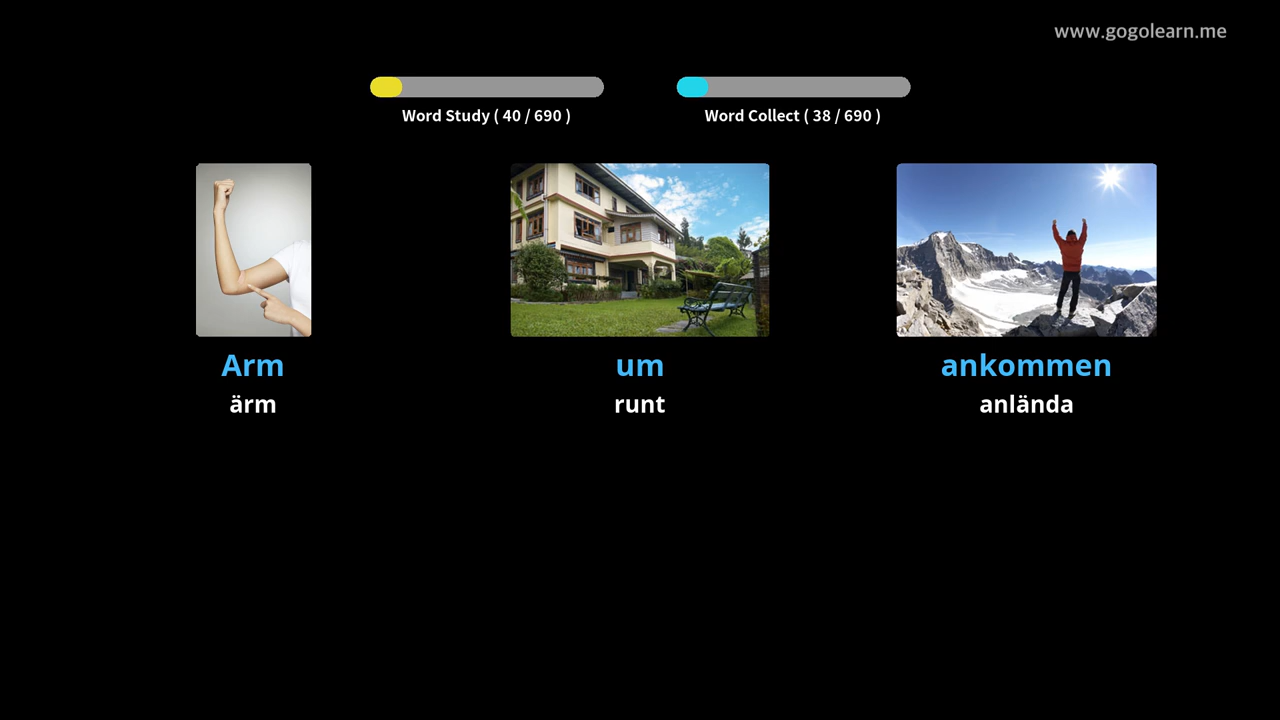 www.gogolearn.me
Word Study ( 40 / 690 )
Word Collect ( 38 / 690 )
Arm
ärm
um
runt
ankommen
anlända